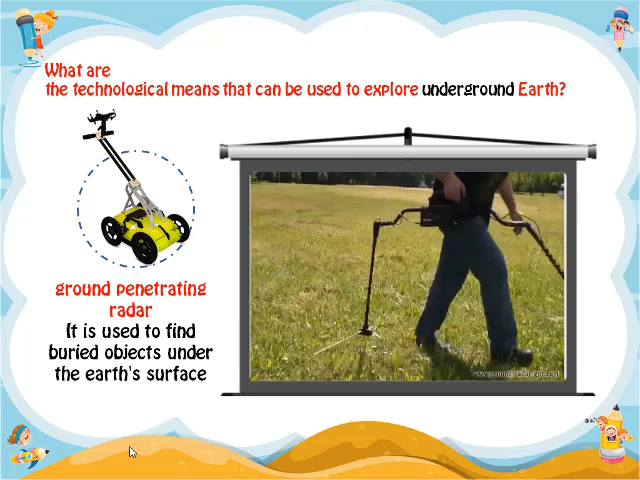 What are
the technological means that can be used to explore underground Earth?
ground penetrating
radar
It is used to find
buried objects under
the earth's surface